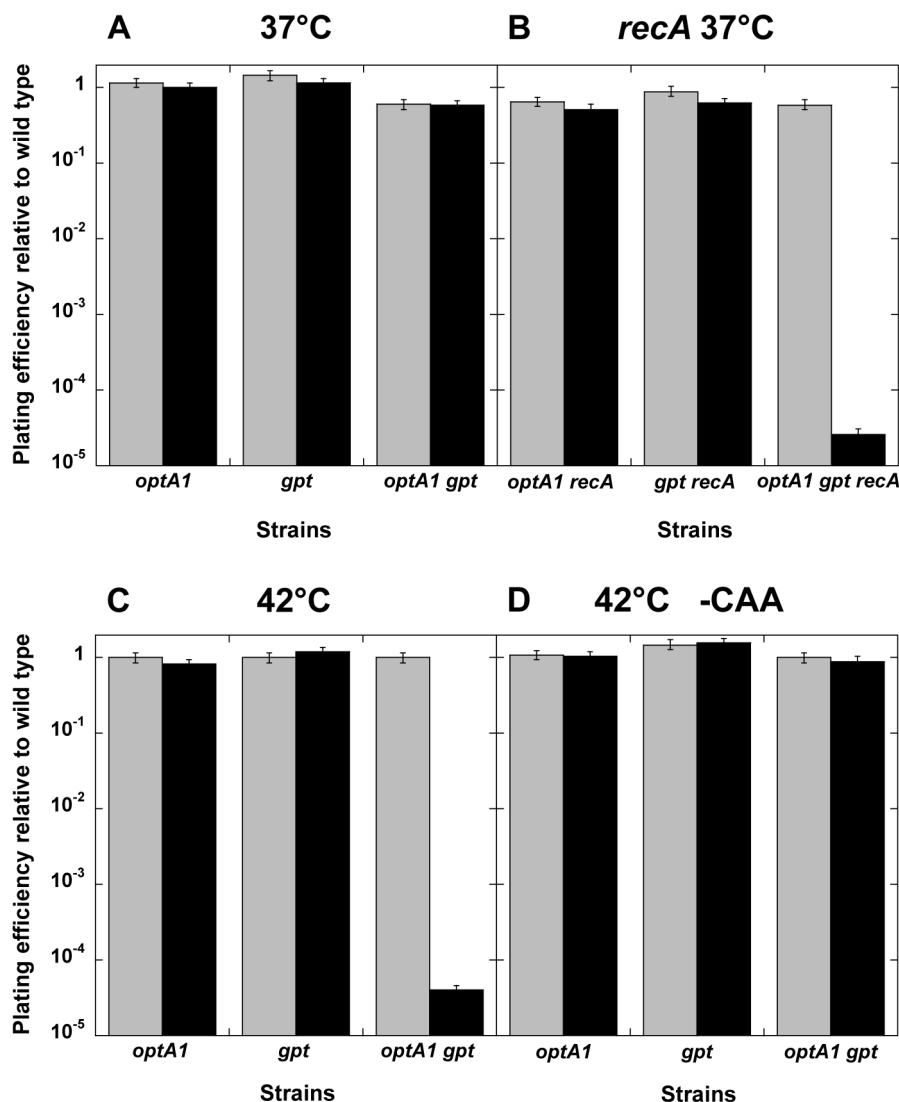 A 37°C
B recA 37°C
Plating efficiency relative to wild type
1
10-1
10-2
10-3
10-4
10-5
optA1 gpt optA1 gpt
optA1 recA gpt recA optA1 gpt recA
Strains
Strains
C 42°C
D 42°C -CAA
Plating efficiency relative to wild type
1
10-1
10-2
10-3
10-4
10-5
optA1 gpt optA1 gpt
optA1 gpt optA1 gpt
Strains
Strains